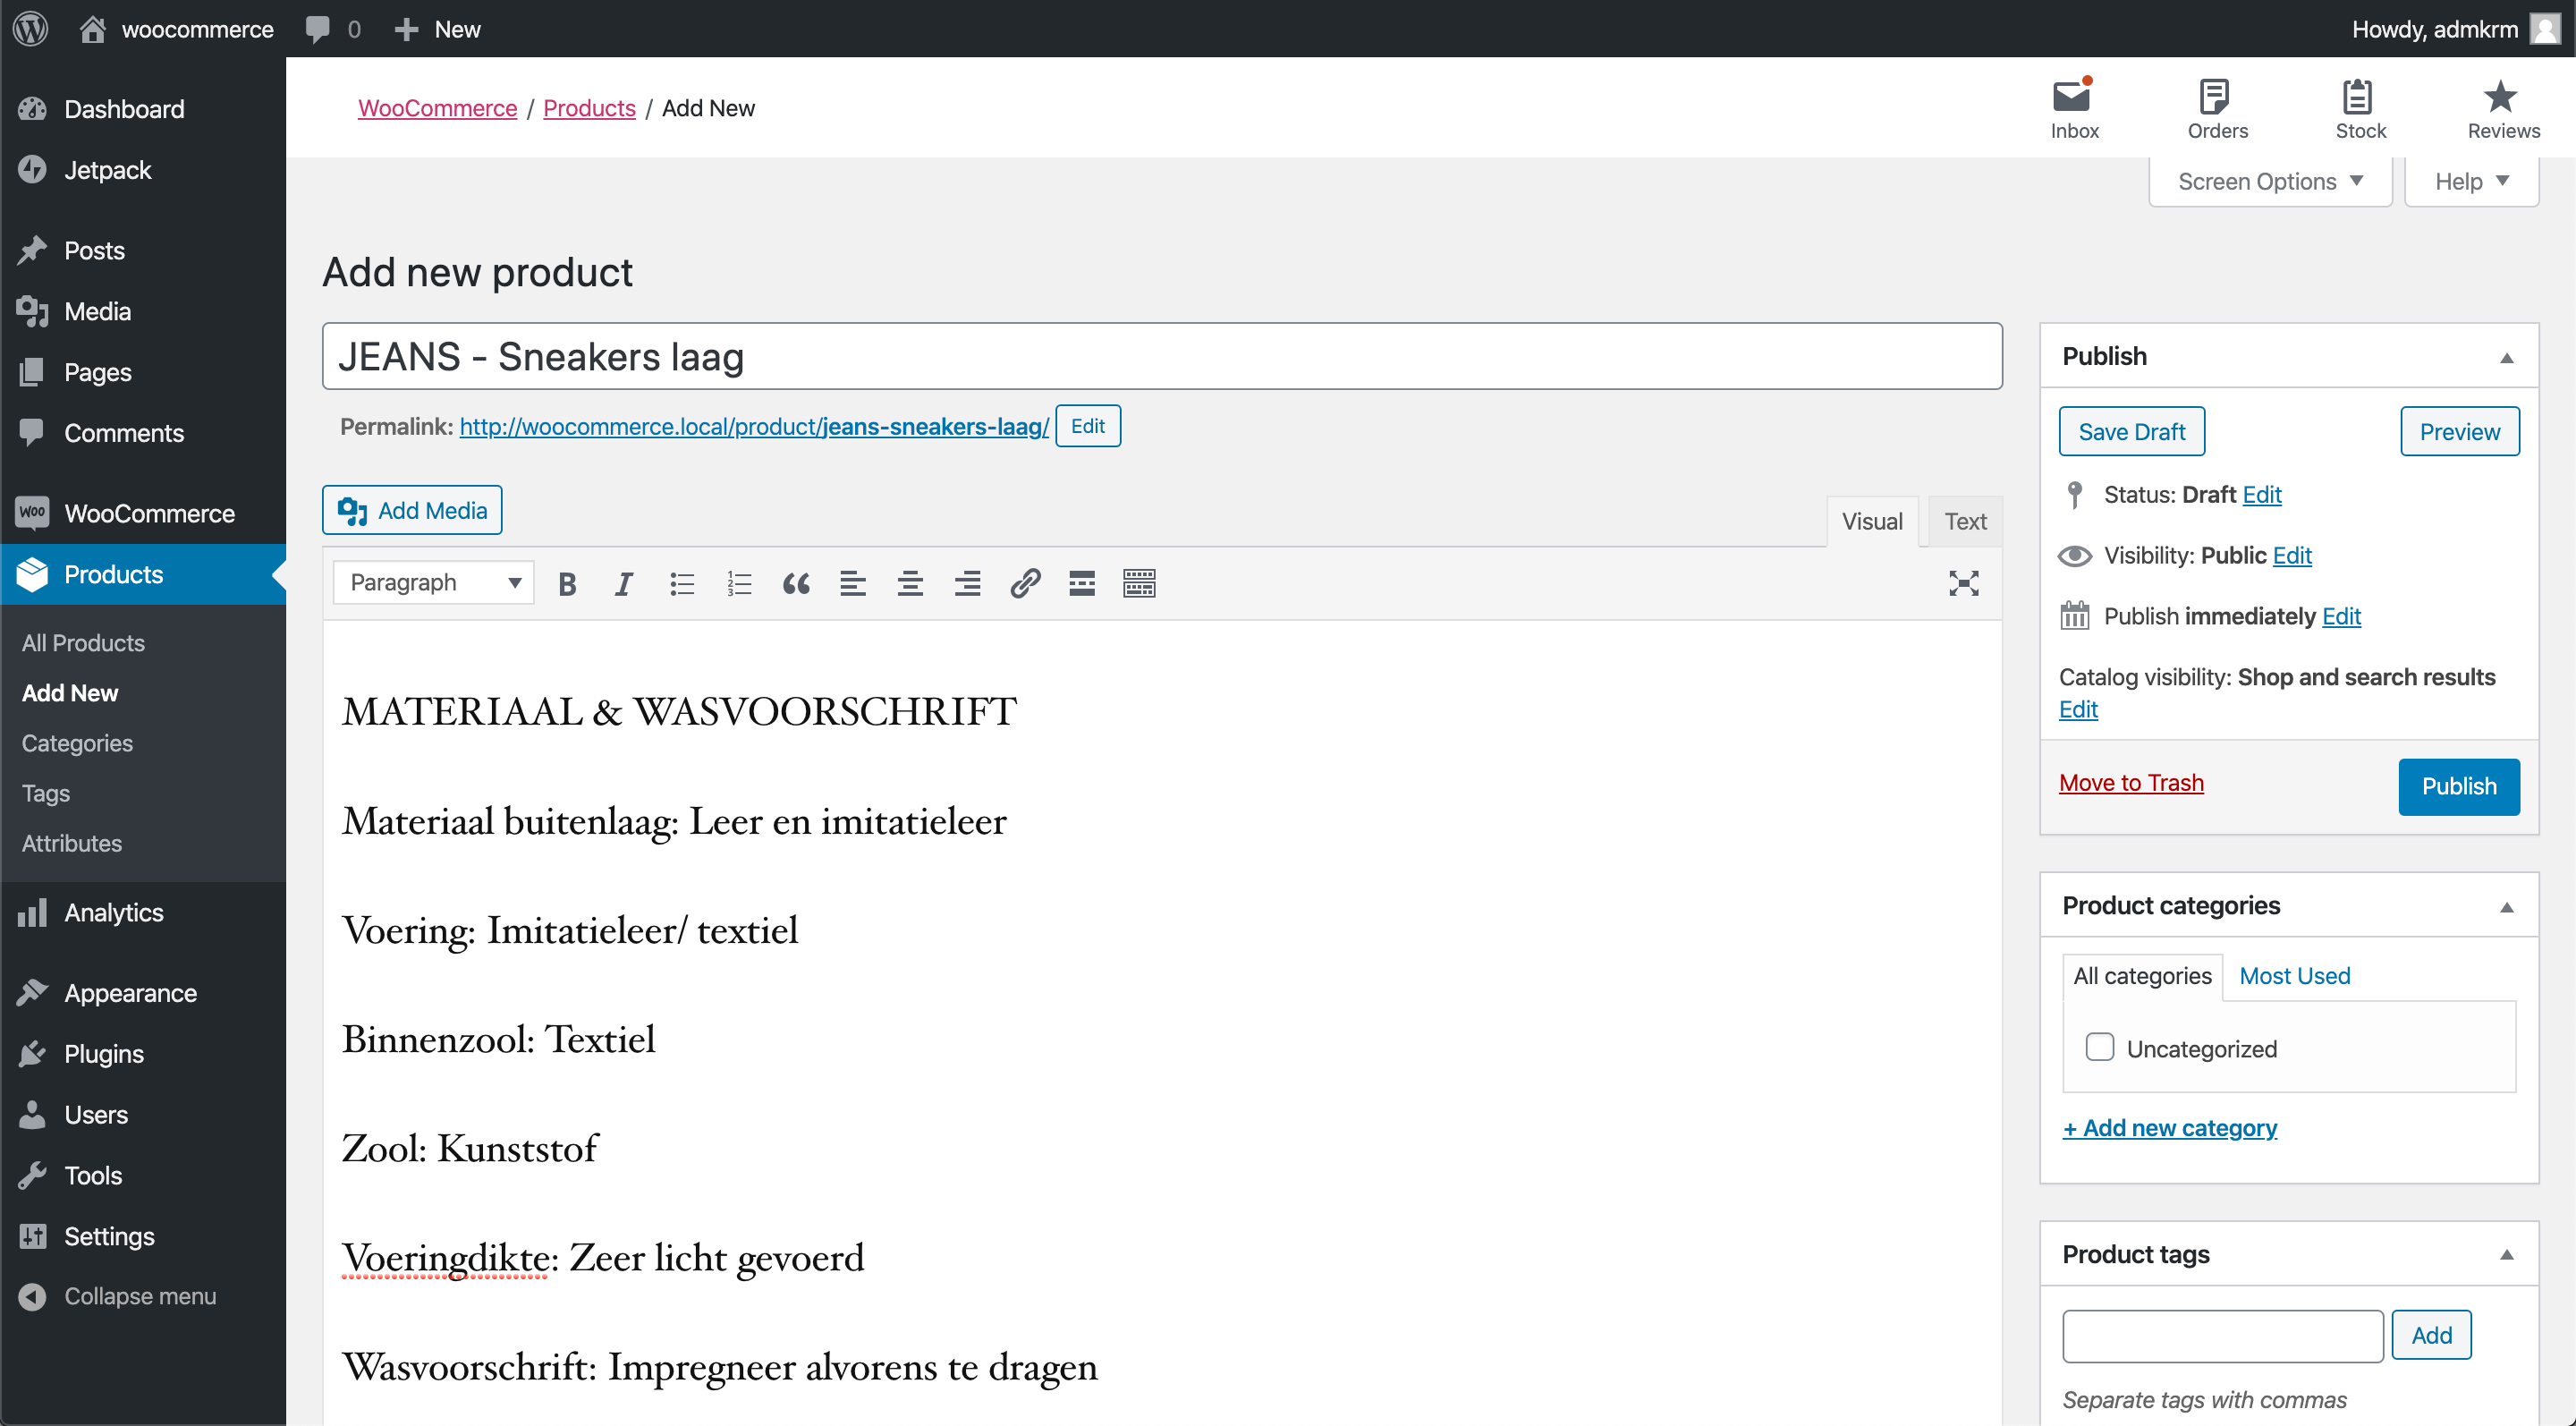 woocommerce 0 New Howdy, admkrm
Dashboard
Jetpack
Posts
Media
Pages
Comments
WooCommerce
Products
All Products
Add New
Categories
Tags
Attributes
Analytics
Appearance
Plugins
Users
Tools
Settings
Collapse menu
WooCommerce / Products / Add New
Inbox Orders Stock Reviews
Screen Options Help
Add new product
JEANS - Sneakers laag
Permalink: http://woocommerce.local/product/jeans-sneakers-laag/ Edit
Add Media
Visual Text
Paragraph
MATERIAAL & WASVOORSCHRIFT
Materiaal buitenlaag: Leer en imitatieleer
Voering: Imitatieleer/ textiel
Binnenzool: Textiel
Zool: Kunststof
Voeringdikte: Zeer licht gevoerd
Wasvoorschrift: Impregneer alvorens te dragen
Publish
Save Draft Preview
Status: Draft Edit
Visibility: Public Edit
Publish immediately Edit
Catalog visibility: Shop and search results
Edit
Move to Trash Publish
Product categories
All categories Most Used
Uncategorized
+ Add new category
Product tags
Add
Separate tags with commas